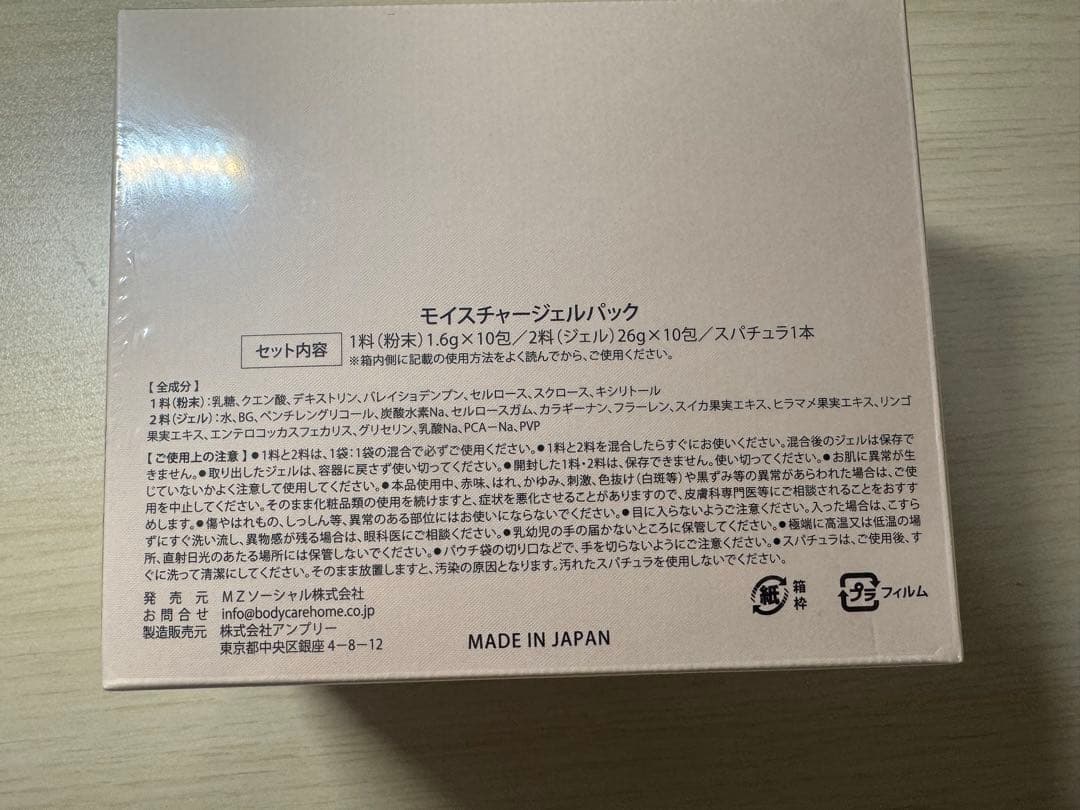 モイスチャージェルパック
セット内容
1料(粉末)1.6g×10包/2料(ジェル)26g×10包/スパチュラ1本
※箱内側に記載の使用方法をよく読んでから、ご使用ください。
【全成分】
1料(粉末):乳糖、クエン酸、デキストリン、バレイショデンプン、セルロース、スクロース、キシリトール
2料(ジェル):水、BG、ペンチレングリコール、炭酸水素Na、セルロースガム、カラギーナン、フラーレン、スイカ果実エキス、ヒラマメ果実エキス、リンゴ
果実エキス、エンテロコッカスフェカリス、グリセリン、乳酸Na、PCA-Na、PVP
【ご使用上の注意】●1料と2料は、1袋:1袋の混合で必ずご使用ください。●1料と2料を混合したらすぐにお使いください。混合後のジェルは保存で
きません。●取り出したジェルは、容器に戻さず使い切ってください。●開封した1料・2料は、保存できません。使い切ってください。●お肌に異常が生
じていないかよく注意して使用してください。●本品使用中、赤味、はれ、かゆみ、刺激、色抜け(白斑等)や黒ずみ等の異常があらわれた場合は、ご使
用を中止してください。そのまま化粧品類の使用を続けますと、症状を悪化させることがありますので、皮膚科専門医等にご相談されることをおすす
めします。●傷やはれもの、しっしん等、異常のある部位にはお使いにならないでください。●目に入らないようご注意ください。入った場合は、こすら
ずにすぐ洗い流し、異物感が残る場合は、眼科医にご相談ください。●乳幼児の手の届かないところに保管してください。●極端に高温又は低温の場
所、直射日光のあたる場所には保管しないでください。●パウチ袋の切り口などで、手を切らないようにご注意ください。●スパチュラは、ご使用後、す
ぐに洗って清潔にしてください。そのまま放置しますと、汚染の原因となります。汚れたスパチュラを使用しないでください。
発売元 MZソーシャル株式会社
お問合せ info@bodycarehome.co.jp
製造販売元 株式会社アンブリー
東京都中央区銀座4-8-12
MADE IN JAPAN
紙
箱
枠
プラ
フィルム